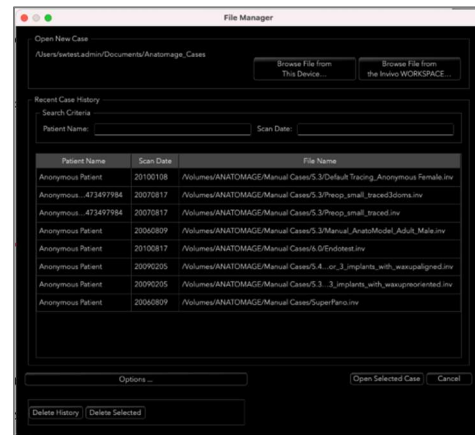 File Manager
Open New Case
/Users/swtest.admin/Documents/Anatomage_Cases
Browse File from
This Device...
Browse File from
the Invivo WORKSPACE...
Recent Case History
Search Criteria
Patient Name:
Scan Date:
Patient Name Scan Date File Name
Anonymous Patient 20100108 /Volumes/ANATOMAGE/Manual Cases/5.3/Default Tracing_Anonymous Female.inv
Anonymous...473497984 20070817 /Volumes/ANATOMAGE/Manual Cases/5.3/Preop_small_traced3doms.inv
Anonymous...473497984 20070817 /Volumes/ANATOMAGE/Manual Cases/5.3/Preop_small_traced.inv
Anonymous Patient 20060809 /Volumes/ANATOMAGE/Manual Cases/5.3/Manual_AnatoModel_Adult_Male.inv
Anonymous Patient 20100817 /Volumes/ANATOMAGE/Manual Cases/6.0/Endotest.inv
Anonymous Patient 20090205 /Volumes/ANATOMAGE/Manual Cases/5.4...or_3_implants_with_waxupaligned.inv
Anonymous Patient 20090205 /Volumes/ANATOMAGE/Manual Cases/5.3...3_implants_with_waxupreoriented.inv
Anonymous Patient 20060809 /Volumes/ANATOMAGE/Manual Cases/SuperPano.inv
Options ...
Open Selected Case
Cancel
Delete History
Delete Selected